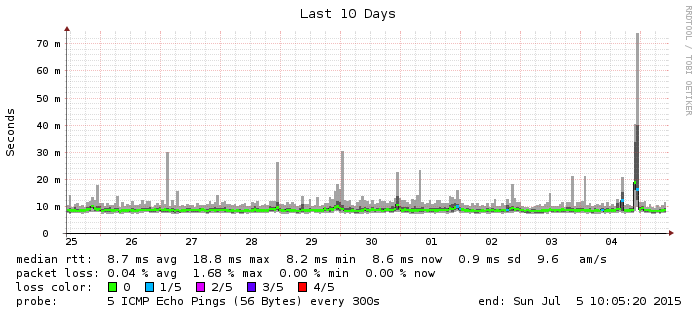 Last 10 Days
RRDTOOL / TOBI OETIKER
Seconds
70 m
60 m
50 m
40 m
30 m
20 m
10 m
0
25 26 27 28 29 30 01 02 03 04
median rtt: 8.7 ms avg 18.8 ms max 8.2 ms min 8.6 ms now 0.9 ms sd 9.6 am/s
packet loss: 0.04 % avg 1.68 % max 0.00 % min 0.00 % now
loss color: 0 1/5 2/5 3/5 4/5
probe: 5 ICMP Echo Pings (56 Bytes) every 300s end: Sun Jul 5 10:05:20 2015